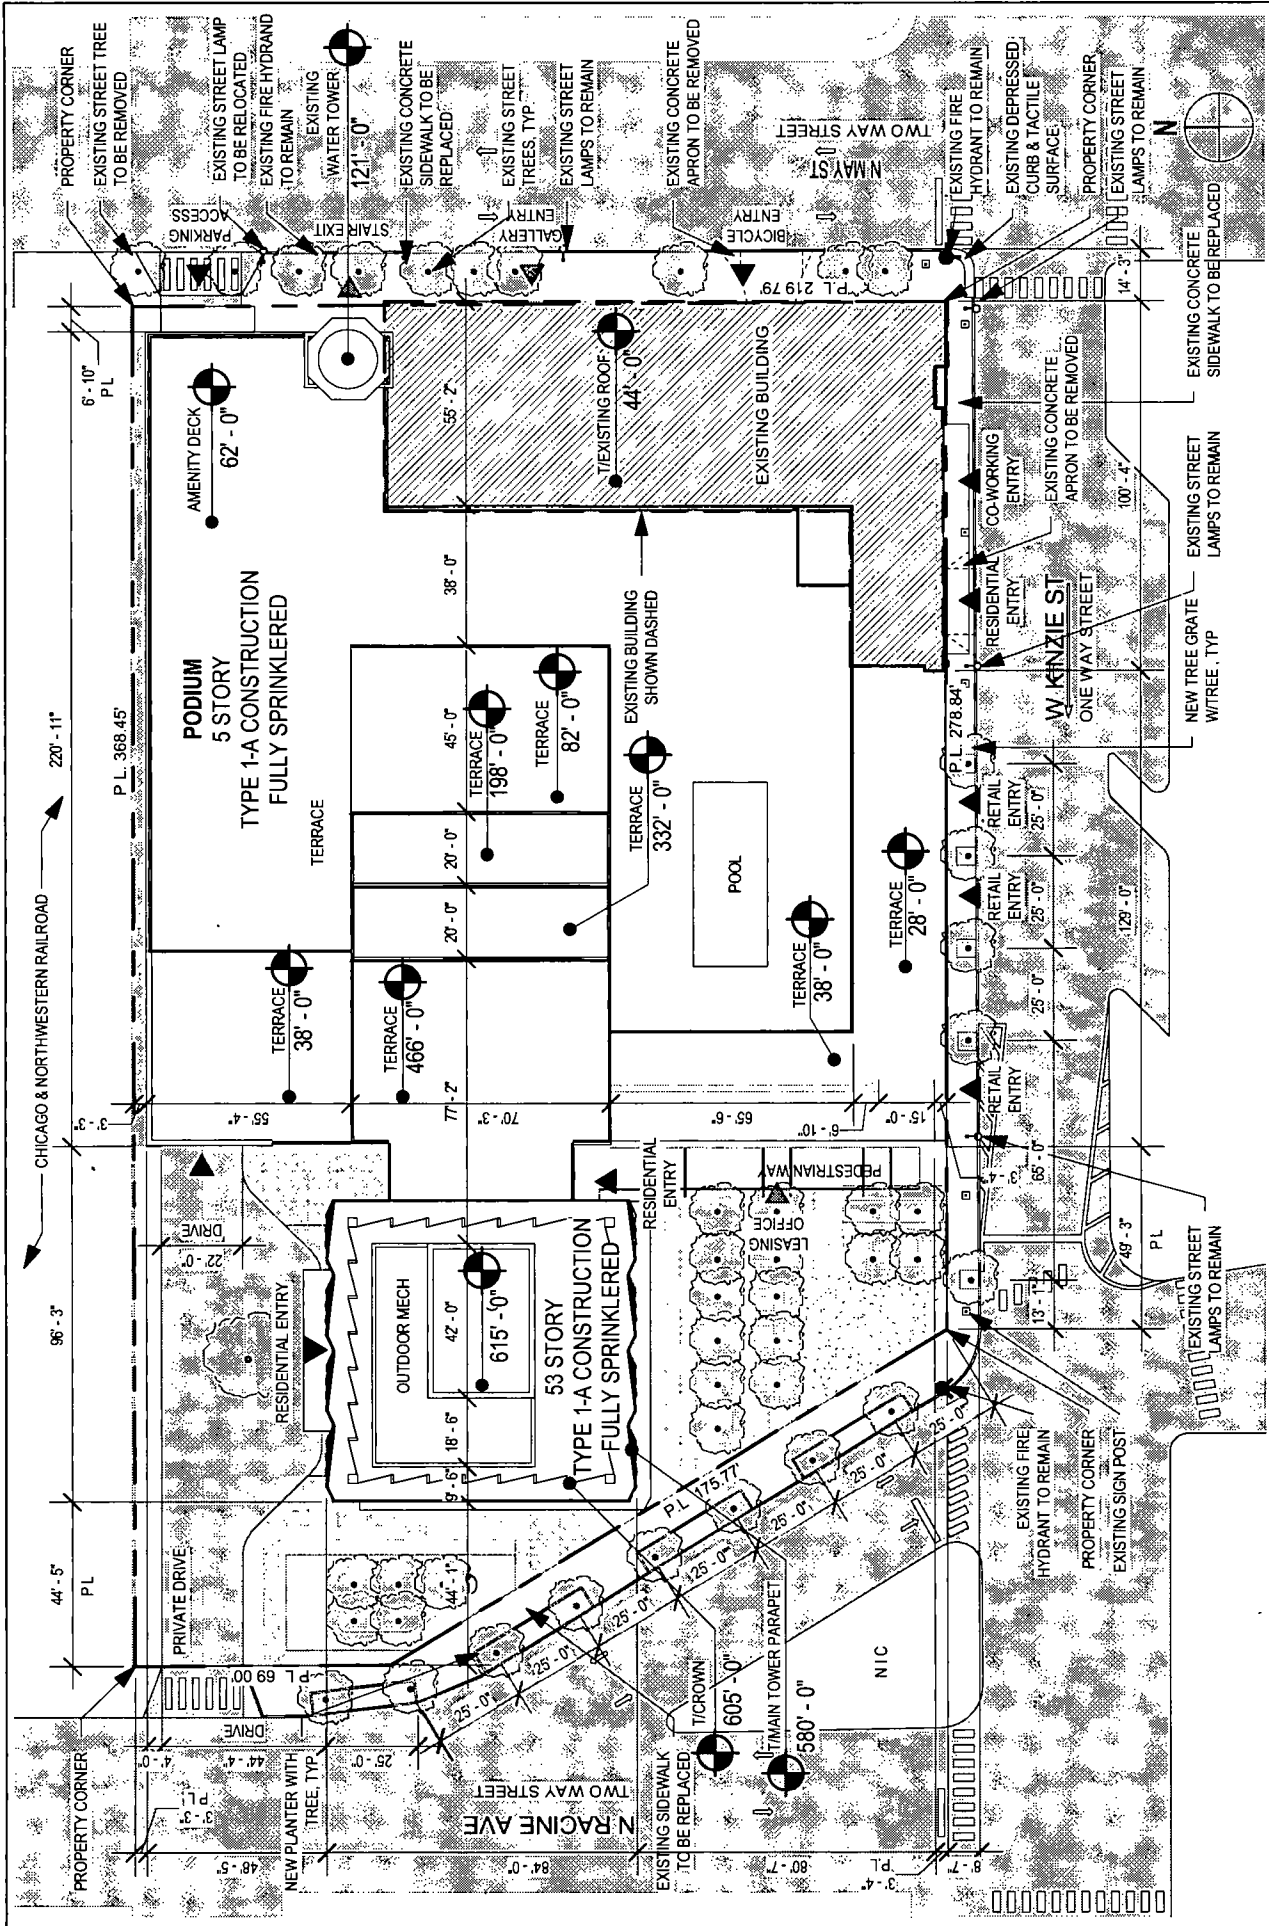 CHICAGO & NORTHWESTERN RAILROAD
220' - 11"
96' - 3"
44' - 5"
PL
6' - 10"
PL
P.L. 368.45'
PROPERTY CORNER
EXISTING STREET TREE
TO BE REMOVED
EXISTING STREET LAMP
TO BE RELOCATED
EXISTING FIRE HYDRAND
TO REMAIN
EXISTING
WATER TOWER
121' - 0"
EXISTING CONCRETE
SIDEWALK TO BE
REPLACED
EXISTING STREET
TREES, TYP
EXISTING STREET
LAMPS TO REMAIN
EXISTING CONCRETE
APRON TO BE REMOVED
TWO WAY STREET
N MAY ST
EXISTING FIRE
HYDRANT TO REMAIN
EXISTING DEPRESSED
CURB & TACTILE
SURFACE
PROPERTY CORNER
EXISTING STREET
LAMPS TO REMAIN
N
PARKING
ACCESS
STAIR EXIT
GALLERY
ENTRY
BICYCLE
ENTRY
P.L. 219.79'
14' - 3"
AMENITY DECK
62' - 0"
PODIUM
5 STORY
TYPE 1-A CONSTRUCTION
FULLY SPRINKLERED
TERRACE
T/EXISTING ROOF
44' - 0"
EXISTING BUILDING
55' - 2"
38' - 0"
45' - 0"
20' - 0"
20' - 0"
77' - 2"
EXISTING BUILDING
SHOWN DASHED
TERRACE
198' - 0"
TERRACE
82' - 0"
TERRACE
332' - 0"
TERRACE
38' - 0"
TERRACE
466' - 0"
POOL
TERRACE
38' - 0"
TERRACE
28' - 0"
3' - 3"
55' - 4"
70' - 3"
65' - 6"
6' - 10"
15' - 0"
EXISTING CONCRETE
SIDEWALK TO BE REPLACED
EXISTING CONCRETE
APRON TO BE REMOVED
CO-WORKING
ENTRY
RESIDENTIAL
ENTRY
100' - 4"
EXISTING STREET
LAMPS TO REMAIN
W KINZIE ST
ONE WAY STREET
NEW TREE GRATE
W/TREE, TYP
P.L. 278.84'
RETAIL
ENTRY
RETAIL
ENTRY
RETAIL
ENTRY
25' - 0"
25' - 0"
25' - 0"
129' - 0"
65' - 0"
49' - 3"
PL
EXISTING STREET
LAMPS TO REMAIN
DRIVE
22' - 0"
RESIDENTIAL ENTRY
RESIDENTIAL
ENTRY
PEDESTRIAN WAY
LEASING
OFFICE
OUTDOOR MECH
42' - 0"
615' - 0"
18' - 6"
9' - 6"
53 STORY
TYPE 1-A CONSTRUCTION
FULLY SPRINKLERED
PRIVATE DRIVE
44' - 1"
P.L. 175.77'
25' - 0"
25' - 0"
25' - 0"
25' - 0"
25' - 0"
25' - 0"
25' - 0"
EXISTING FIRE
HYDRANT TO REMAIN
PROPERTY CORNER
EXISTING SIGN POST
NIC
T/CROWN
605' - 0"
T/MAIN TOWER PARAPET
580' - 0"
P.L. 69.00'
DRIVE
PROPERTY CORNER
4' - 0"
44' - 4"
25' - 0"
3' - 3"
P L
NEW PLANTER WITH
TREE, TYP
N RACINE AVE
TWO WAY STREET
EXISTING SIDEWALK
TO BE REPLACED
48' - 5"
84' - 0"
80' - 7"
3' - 4"
P.L.
8' - 7"